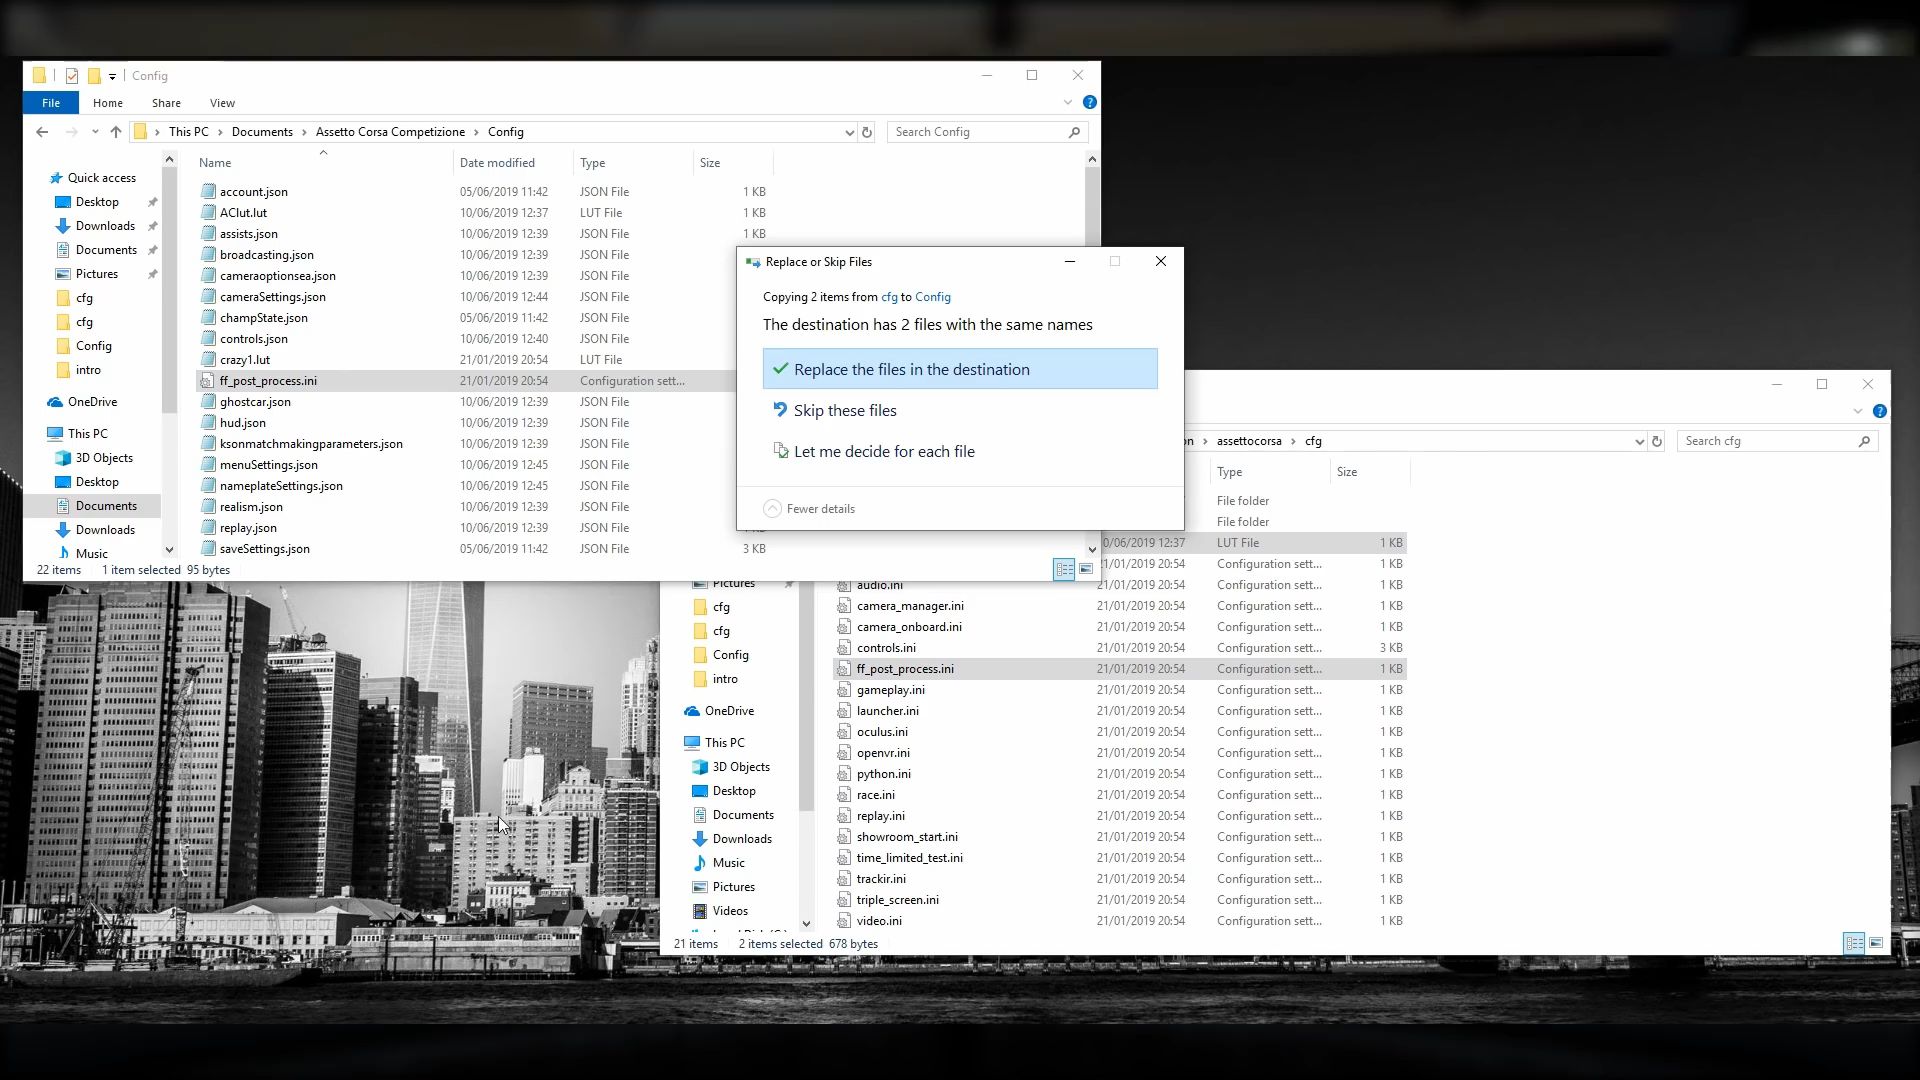 Config
File Home Share View
This PC Documents Assetto Corsa Competizione Config
Search Config
Name Date modified Type Size
Quick access
Desktop
Downloads
Documents
Pictures
cfg
cfg
Config
intro
OneDrive
This PC
3D Objects
Desktop
Documents
Downloads
Music
account.json 05/06/2019 11:42 JSON File 1 KB
AClut.lut 10/06/2019 12:37 LUT File 1 KB
assists.json 10/06/2019 12:39 JSON File 1 KB
broadcasting.json 10/06/2019 12:39 JSON File
cameraoptionsea.json 10/06/2019 12:39 JSON File
cameraSettings.json 10/06/2019 12:44 JSON File
champState.json 05/06/2019 11:42 JSON File
controls.json 10/06/2019 12:40 JSON File
crazy1.lut 21/01/2019 20:54 LUT File
ff_post_process.ini 21/01/2019 20:54 Configuration sett...
ghostcar.json 10/06/2019 12:39 JSON File
hud.json 10/06/2019 12:39 JSON File
ksonmatchmakingparameters.json 10/06/2019 12:39 JSON File
menuSettings.json 10/06/2019 12:45 JSON File
nameplateSettings.json 10/06/2019 12:45 JSON File
realism.json 10/06/2019 12:39 JSON File
replay.json 10/06/2019 12:39 JSON File
saveSettings.json 05/06/2019 11:42 JSON File 3 KB
22 items 1 item selected 95 bytes
Replace or Skip Files
Copying 2 items from cfg to Config
The destination has 2 files with the same names
Replace the files in the destination
Skip these files
Let me decide for each file
Fewer details
assettocorsa cfg
Search cfg
Type Size
File folder
File folder
LUT File 1 KB
Configuration sett... 1 KB
audio.ini 21/01/2019 20:54 Configuration sett... 1 KB
camera_manager.ini 21/01/2019 20:54 Configuration sett... 1 KB
camera_onboard.ini 21/01/2019 20:54 Configuration sett... 1 KB
controls.ini 21/01/2019 20:54 Configuration sett... 3 KB
ff_post_process.ini 21/01/2019 20:54 Configuration sett... 1 KB
gameplay.ini 21/01/2019 20:54 Configuration sett... 1 KB
launcher.ini 21/01/2019 20:54 Configuration sett... 1 KB
oculus.ini 21/01/2019 20:54 Configuration sett... 1 KB
openvr.ini 21/01/2019 20:54 Configuration sett... 1 KB
python.ini 21/01/2019 20:54 Configuration sett... 1 KB
race.ini 21/01/2019 20:54 Configuration sett... 1 KB
replay.ini 21/01/2019 20:54 Configuration sett... 1 KB
showroom_start.ini 21/01/2019 20:54 Configuration sett... 1 KB
time_limited_test.ini 21/01/2019 20:54 Configuration sett... 1 KB
trackir.ini 21/01/2019 20:54 Configuration sett... 1 KB
triple_screen.ini 21/01/2019 20:54 Configuration sett... 1 KB
video.ini 21/01/2019 20:54 Configuration sett... 1 KB
Pictures
cfg
cfg
Config
intro
OneDrive
This PC
3D Objects
Desktop
Documents
Downloads
Music
Pictures
Videos
21 items 2 items selected 678 bytes